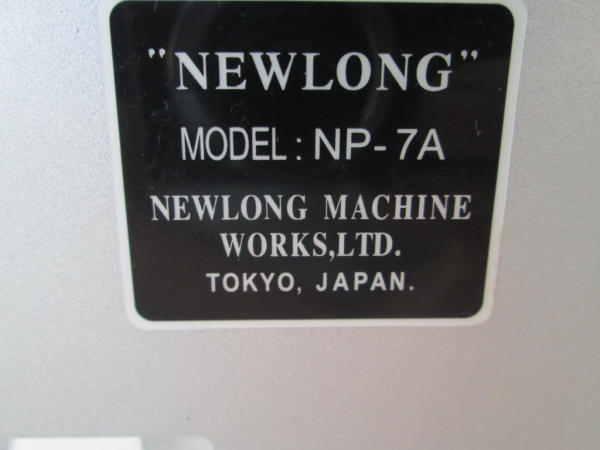 "NEWLONG"
MODEL: NP-7A
NEWLONG MACHINE
WORKS,LTD.
TOKYO, JAPAN.